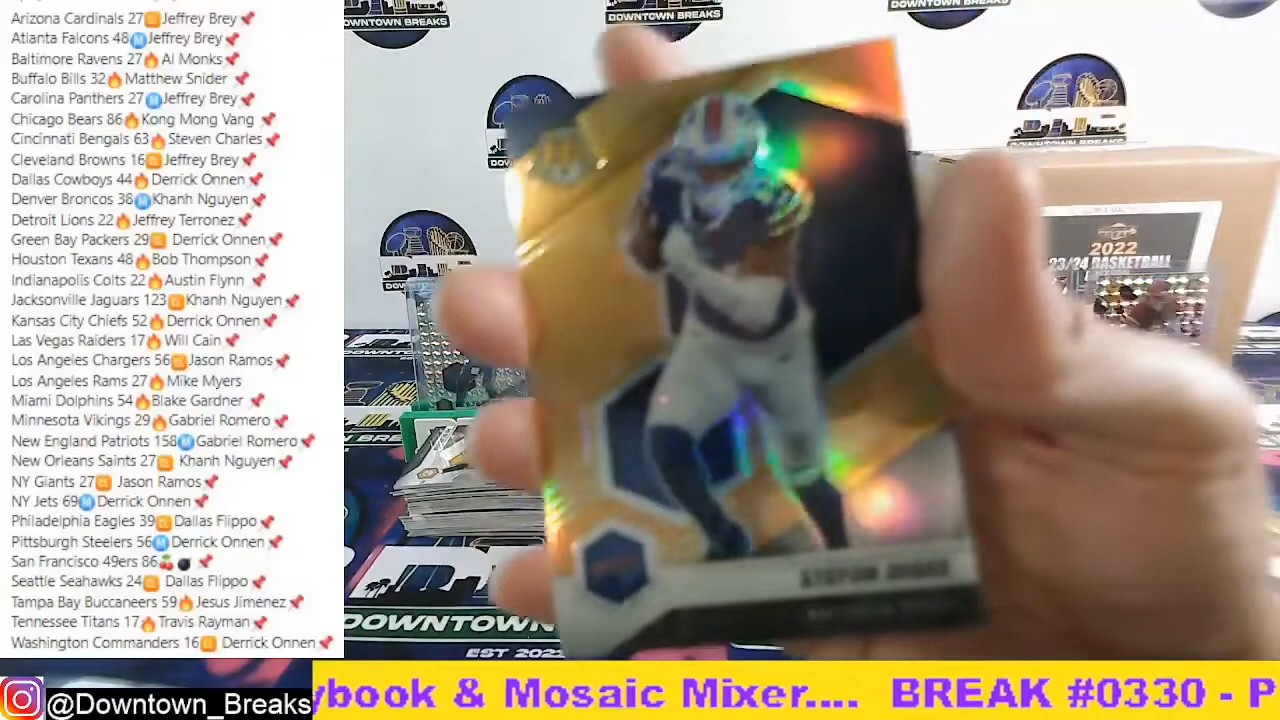 Arizona Cardinals 27 Jeffrey Brey
Atlanta Falcons 48 Jeffrey Brey
Baltimore Ravens 27 Al Monks
Buffalo Bills 32 Matthew Snider
Carolina Panthers 27 Jeffrey Brey
Chicago Bears 86 Kong Mong Vang
Cincinnati Bengals 63 Steven Charles
Cleveland Browns 16 Jeffrey Brey
Dallas Cowboys 44 Derrick Onnen
Denver Broncos 38 Khanh Nguyen
Detroit Lions 22 Jeffrey Terronez
Green Bay Packers 29 Derrick Onnen
Houston Texans 48 Bob Thompson
Indianapolis Colts 22 Austin Flynn
Jacksonville Jaguars 123 Khanh Nguyen
Kansas City Chiefs 52 Derrick Onnen
Las Vegas Raiders 17 Will Cain
Los Angeles Chargers 56 Jason Ramos
Los Angeles Rams 27 Mike Myers
Miami Dolphins 54 Blake Gardner
Minnesota Vikings 29 Gabriel Romero
New England Patriots 158 Gabriel Romero
New Orleans Saints 27 Khanh Nguyen
NY Giants 27 Jason Ramos
NY Jets 69 Derrick Onnen
Philadelphia Eagles 39 Dallas Flippo
Pittsburgh Steelers 56 Derrick Onnen
San Francisco 49ers 86
Seattle Seahawks 24 Dallas Flippo
Tampa Bay Buccaneers 59 Jesus Jimenez
Tennessee Titans 17 Travis Rayman
Washington Commanders 16 Derrick Onnen
DOWNTOWN BREAKS
DOWNTOWN BREAKS
DOWNTOWN BREAKS
2022
23/24 BASKETBALL
STEFON DIGGS
DOWNTOWN
EST 2021
@Downtown_Breaks
ybook & Mosaic Mixer.... BREAK #0330 - P